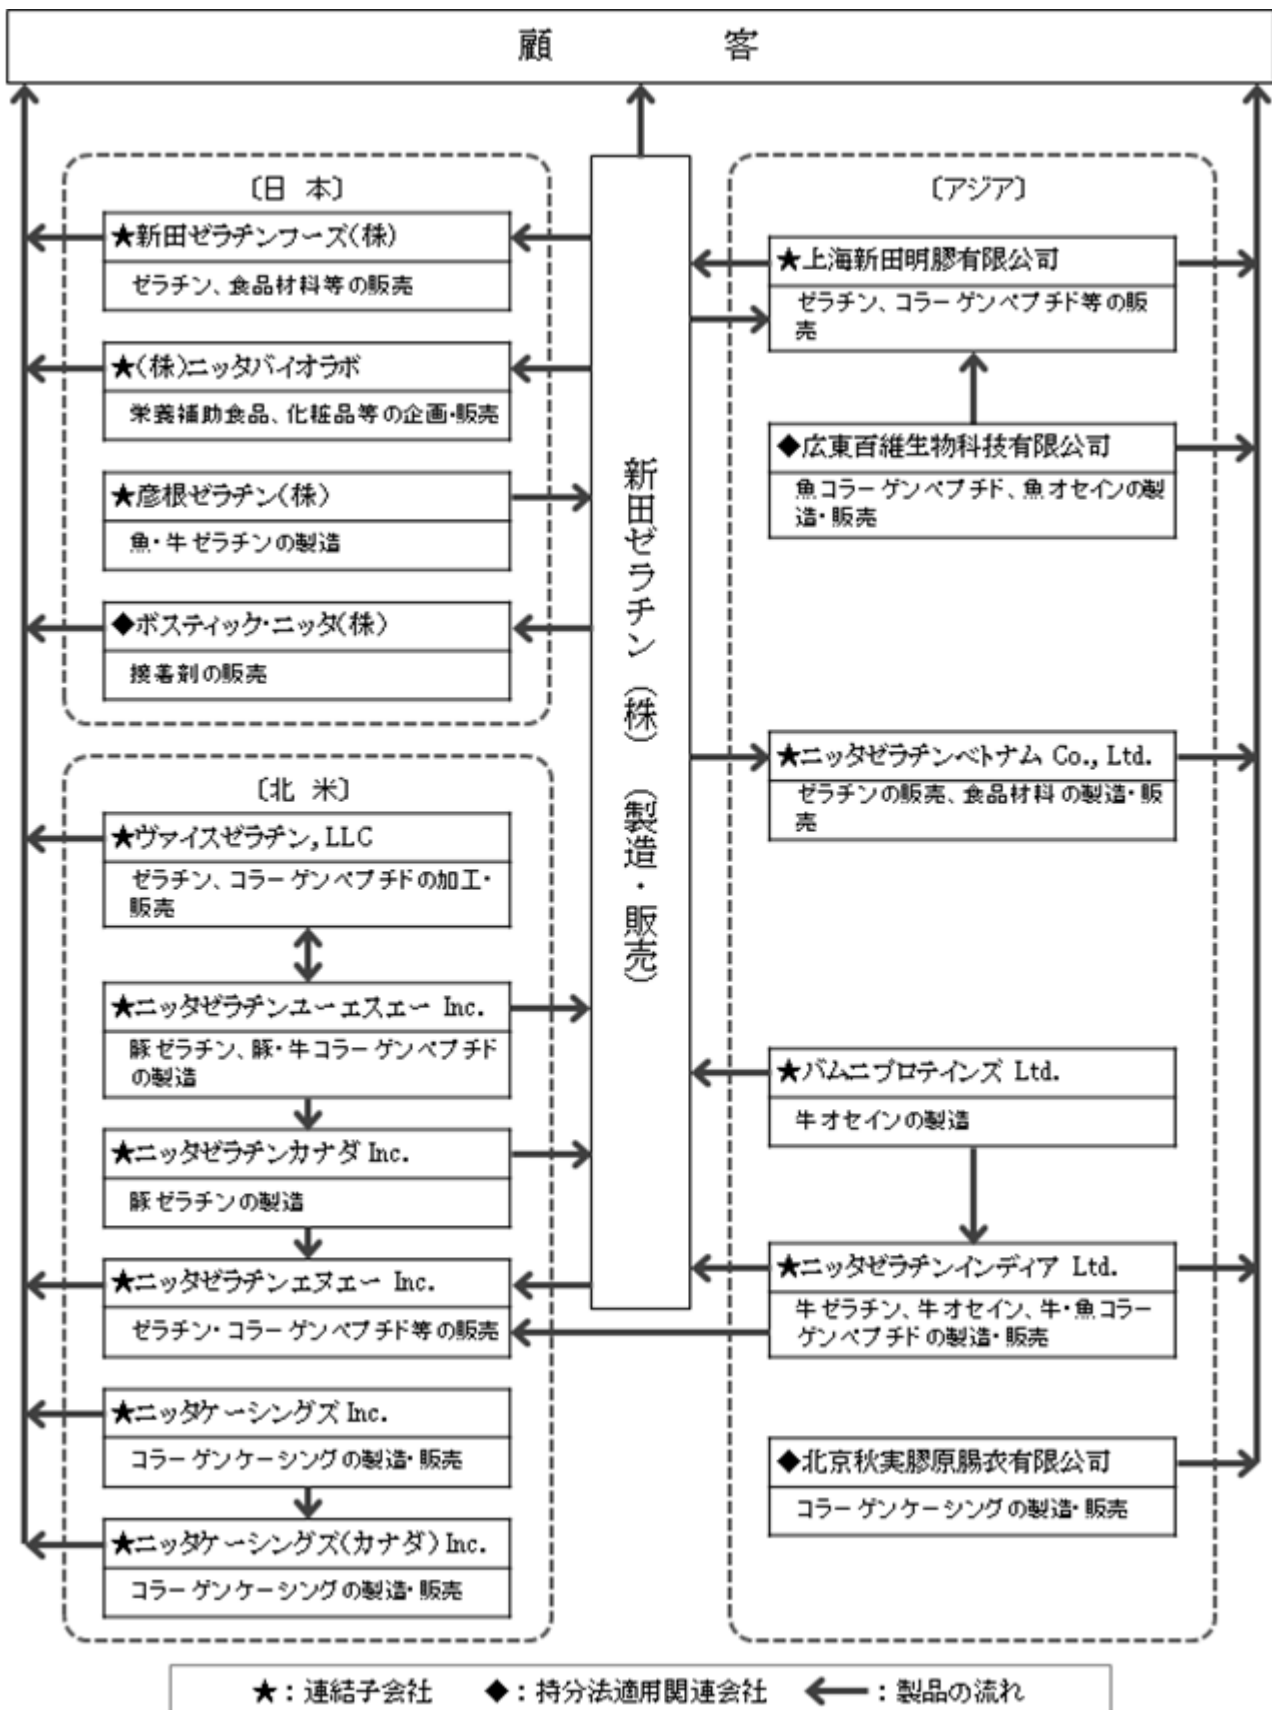 顧客
〔日 本〕
★新田ゼラチンフーズ(株)
ゼラチン、食品材料等の販売
★(株)ニッタバイオラボ
栄養補助食品、化粧品等の企画・販売
★彦根ゼラチン(株)
魚・牛ゼラチンの製造
◆ボスティック・ニッタ(株)
接着剤の販売
〔北 米〕
★ヴァイスゼラチン, LLC
ゼラチン、コラーゲンペプチドの加工・
販売
★ニッタゼラチンユーエスエー Inc.
豚ゼラチン、豚・牛コラーゲンペプチド
の製造
★ニッタゼラチンカナダ Inc.
豚ゼラチンの製造
★ニッタゼラチンエヌエー Inc.
ゼラチン・コラーゲンペプチド等の販売
★ニッタケーシングズ Inc.
コラーゲンケーシングの製造・販売
★ニッタケーシングズ(カナダ) Inc.
コラーゲンケーシングの製造・販売
新田ゼラチン(株)(製造・販売)
〔アジア〕
★上海新田明膠有限公司
ゼラチン、コラーゲンペプチド等の販
売
◆広東百維生物科技有限公司
魚コラーゲンペプチド、魚オセインの製
造・販売
★ニッタゼラチンベトナム Co., Ltd.
ゼラチンの販売、食品材料の製造・販
売
★バムニプロテインズ Ltd.
牛オセインの製造
★ニッタゼラチンインディア Ltd.
牛ゼラチン、牛オセイン、牛・魚コラー
ゲンペプチドの製造・販売
◆北京秋実膠原腸衣有限公司
コラーゲンケーシングの製造・販売
★：連結子会社 ◆：持分法適用関連会社 ←：製品の流れ